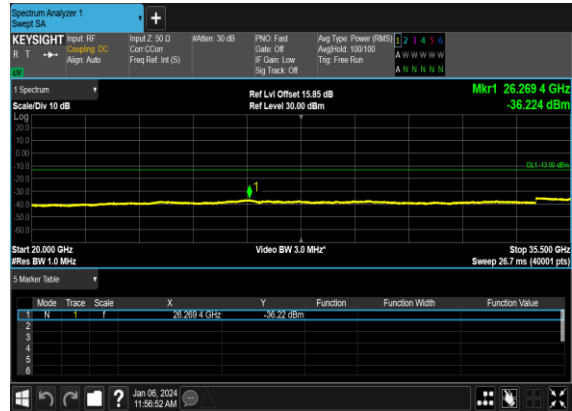 Spectrum Analyzer 1
Swept SA
+
KEYSIGHT Input: RF Input Z: 50 Ω #Atten: 30 dB PNO: Fast Avg Type: Power (RMS) 1 2 3 4 5 6
R T Coupling: DC Corr CCorr Gate: Off Avg|Hold: 100/100 A W W W W W
Align: Auto Freq Ref: Int (S) IF Gain: Low Trig: Free Run
LW Sig Track: Off A N N N N N
1 Spectrum Ref Lvl Offset 15.85 dB Mkr1 26.269 4 GHz
Scale/Div 10 dB Ref Level 30.00 dBm -36.224 dBm
Log
20.0
10.0
0.00
-10.0
DL1 -13.00 dBm
-20.0
-30.0
1
-40.0
-50.0
-60.0
Start 20.000 GHz Video BW 3.0 MHz* Stop 35.500 GHz
#Res BW 1.0 MHz Sweep 26.7 ms (40001 pts)
5 Marker Table
Mode Trace Scale X Y Function Function Width Function Value
1 N 1 f 26.269 4 GHz -36.22 dBm
2
3
4
5
6
? Jan 06, 2024
11:56:52 AM